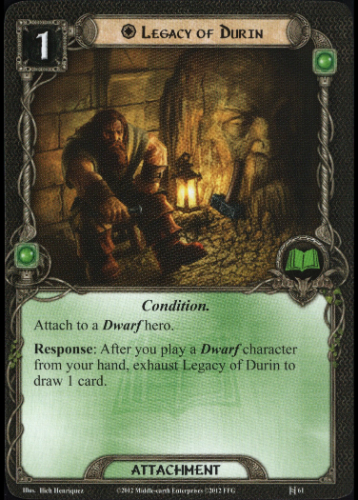 1
Legacy of Durin
Condition.
Attach to a Dwarf hero.
Response: After you play a Dwarf character
from your hand, exhaust Legacy of Durin to
draw 1 card.
ATTACHMENT
Illus. Rich Henriquez
©2012 Middle-earth Enterprises ©2012 FFG
61